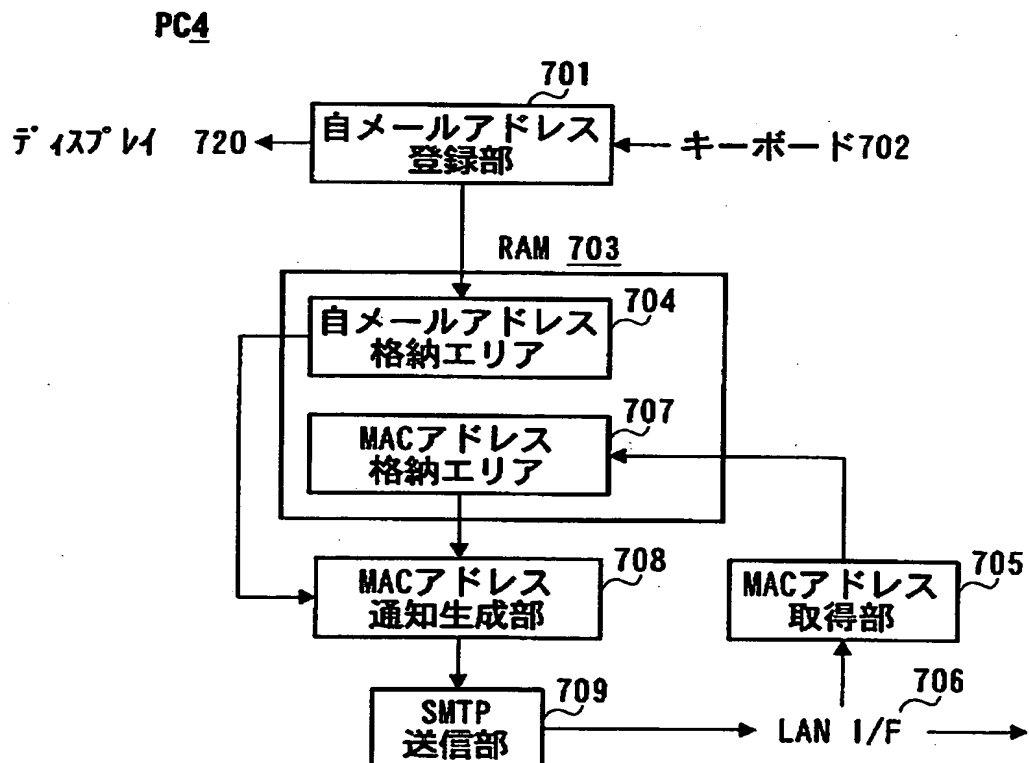 PC4
701
ディスプレイ 720
自メールアドレス
登録部
キーボード702
RAM 703
自メールアドレス
格納エリア
704
MACアドレス
格納エリア
707
MACアドレス
通知生成部
708
MACアドレス
取得部
705
SMTP
送信部
709
LAN I/F
706